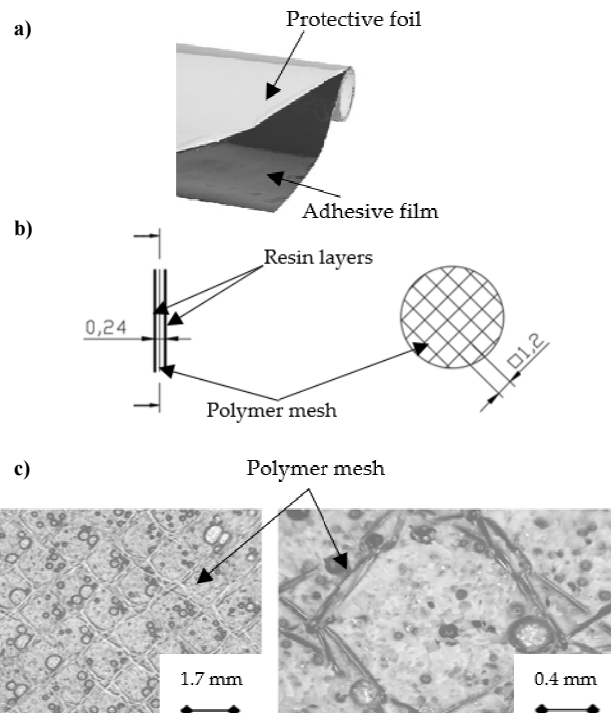 a)
Protective foil
Adhesive film
b)
Resin layers
0,24
□1,2
Polymer mesh
c)
Polymer mesh
1.7 mm
0.4 mm